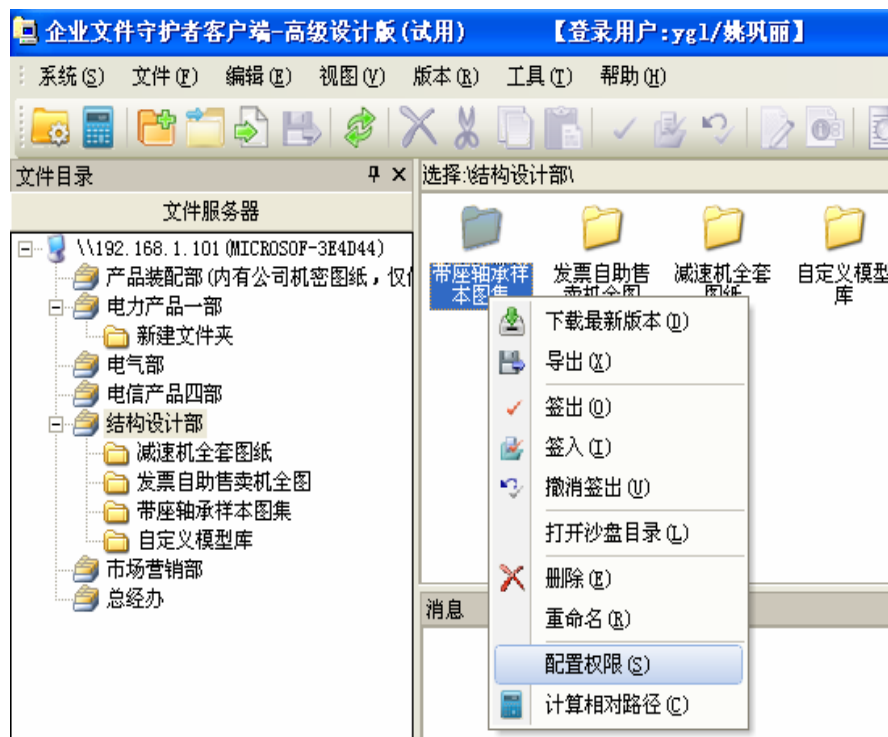 企业文件守护者客户端-高级设计版(试用) 【登录用户:ygl/姚巩丽】
系统(S) 文件(F) 编辑(E) 视图(V) 版本(R) 工具(T) 帮助(H)
文件目录
文件服务器
\\192.168.1.101(MICROSOF-3E4D44)
产品装配部(内有公司机密图纸，仅
电力产品一部
新建文件夹
电气部
电信产品四部
结构设计部
减速机全套图纸
发票自助售卖机全图
带座轴承样本图集
自定义模型库
市场营销部
总经办
选择:\结构设计部\
带座轴承样
本图集
发票自助售
卖机全图
减速机全套
图纸
自定义模型
库
下载最新版本(D)
导出(X)
签出(O)
签入(I)
撤消签出(U)
打开沙盘目录(L)
删除(E)
重命名(R)
配置权限(S)
计算相对路径(C)
消息